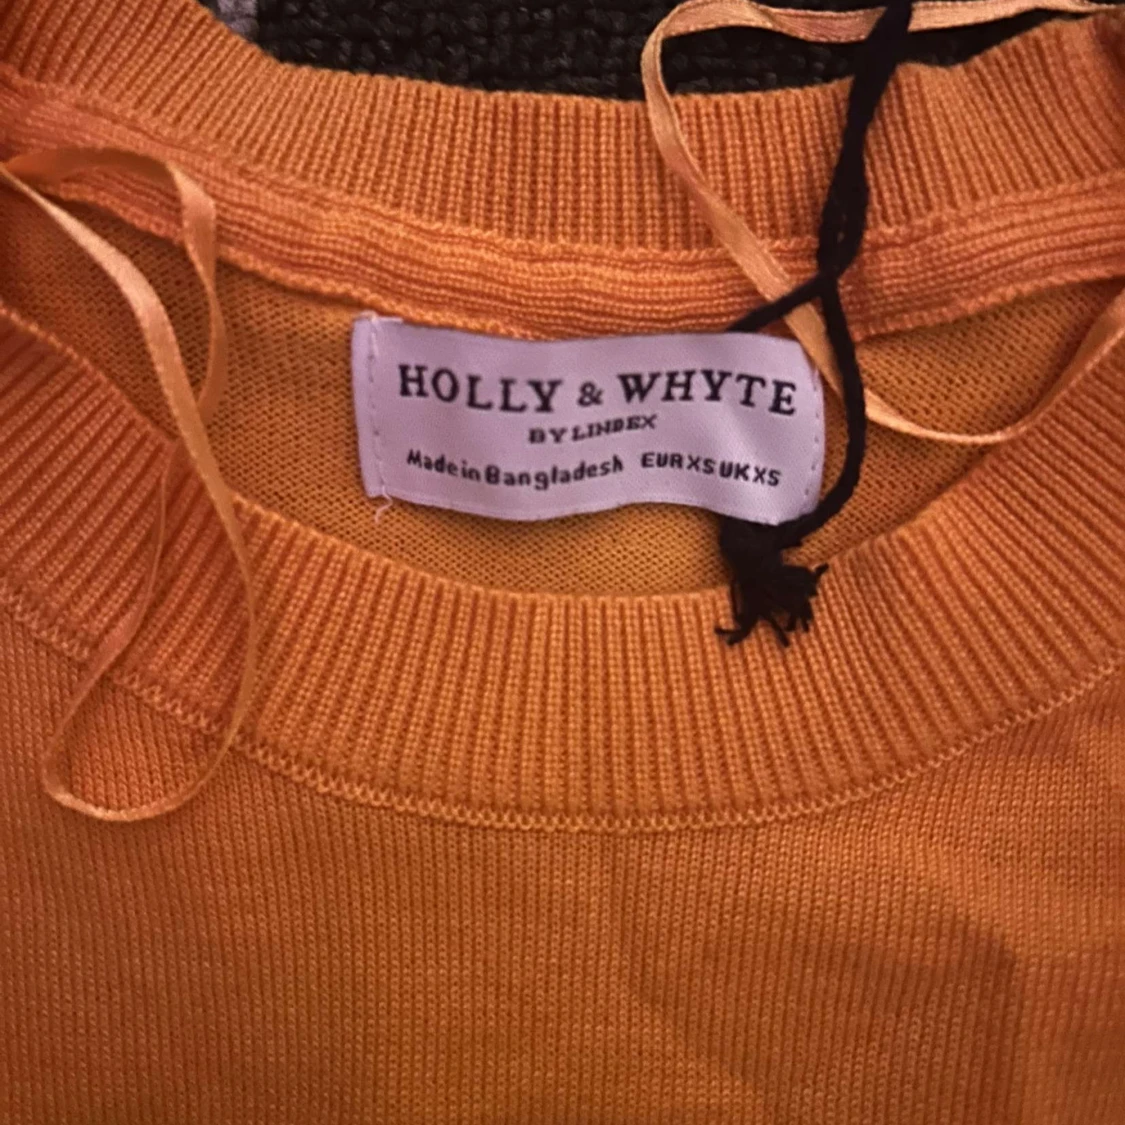 HOLLY & WHYTE
BY LINDEX
Made in Bangladesh EUR XS UK XS